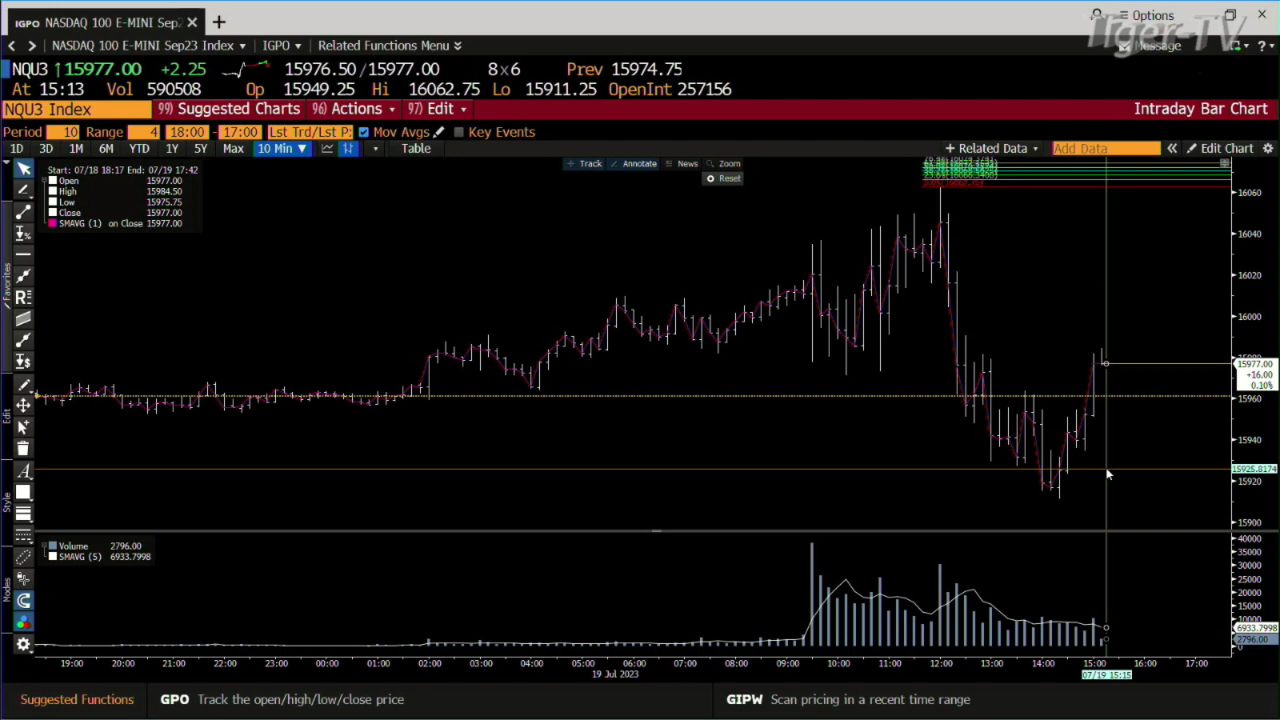 IGPO NASDAQ 100 E-MINI Sep
Options
Tiger-TV
NASDAQ 100 E-MINI Sep23 Index
IGPO
Related Functions Menu
Message
NQU3 ↑15977.00 +2.25 15976.50/15977.00 8x6 Prev 15974.75
At 15:13 Vol 590508 Op 15949.25 Hi 16062.75 Lo 15911.25 OpenInt 257156
NQU3 Index 99) Suggested Charts 96) Actions 97) Edit Intraday Bar Chart
Period 10 Range 4 18:00 - 17:00 Lst Trd/Lst P: Mov Avgs Key Events
1D 3D 1M 6M YTD 1Y 5Y Max 10 Min ▼ Table + Related Data Add Data « Edit Chart
Track Annotate News Zoom
Reset
Start: 07/18 18:17 End: 07/19 17:42
Open 15977.00
High 15984.50
Low 15975.75
Close 15977.00
SMAVG (1) on Close 15977.00
Favorites
Edit
Style
Modes
16060
16040
16020
16000
15977.00
+16.00
0.10%
15960
15940
15925.8174
15920
15900
Volume 2796.00
SMAVG (5) 6933.7998
40000
35000
30000
25000
20000
15000
10000
6933.7998
2796.00
0
19:00 20:00 21:00 22:00 23:00 00:00 01:00 02:00 03:00 04:00 05:00 06:00 07:00 08:00 09:00 10:00 11:00 12:00 13:00 14:00 15:00 16:00 17:00
19 Jul 2023
07/19 15:15
Suggested Functions GPO Track the open/high/low/close price GIPW Scan pricing in a recent time range